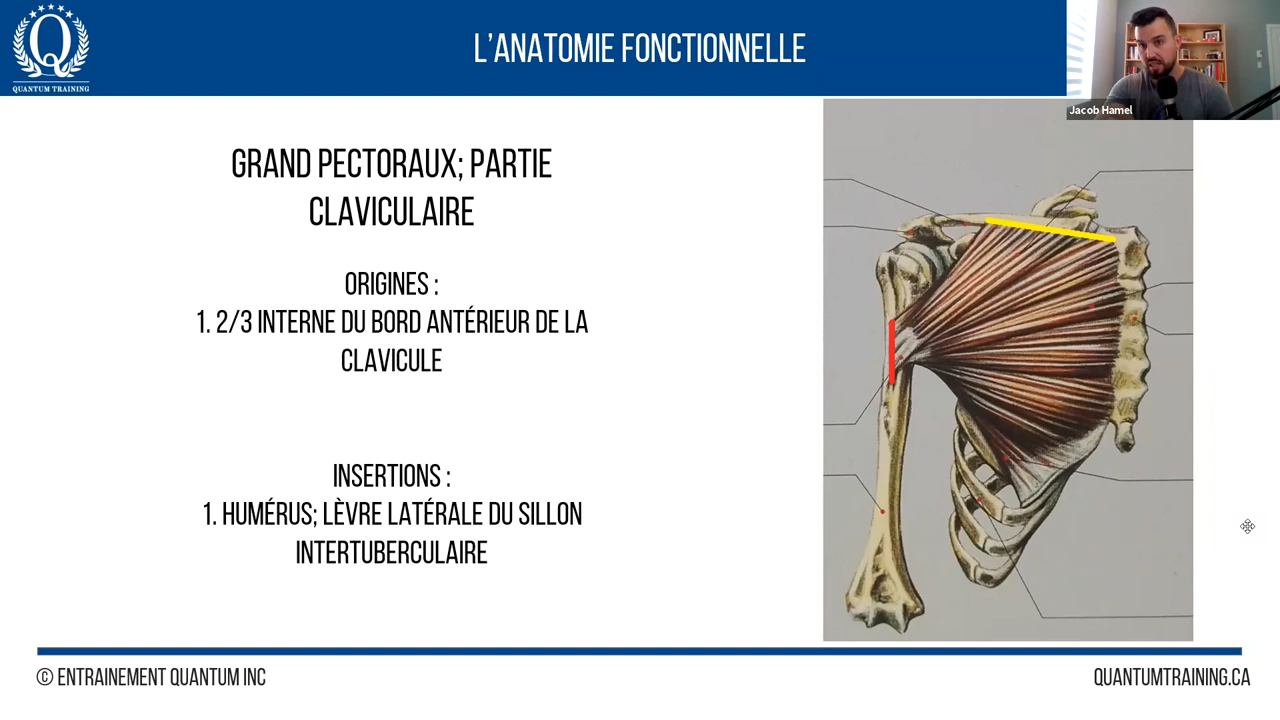 Q
QUANTUM TRAINING
L'ANATOMIE FONCTIONNELLE
Jacob Hamel
GRAND PECTORAUX; PARTIE
CLAVICULAIRE
ORIGINES :
1. 2/3 INTERNE DU BORD ANTÉRIEUR DE LA
CLAVICULE
INSERTIONS :
1. HUMÉRUS; LÈVRE LATÉRALE DU SILLON
INTERTUBERCULAIRE
© ENTRAINEMENT QUANTUM INC
QUANTUMTRAINING.CA